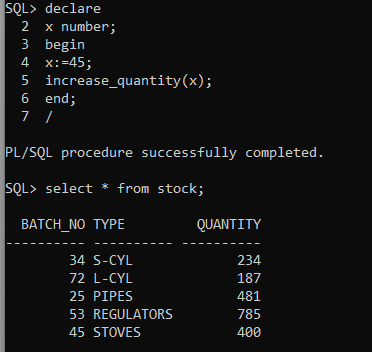 SQL> declare
  2  x number;
  3  begin
  4  x:=45;
  5  increase_quantity(x);
  6  end;
  7  /

PL/SQL procedure successfully completed.

SQL> select * from stock;

  BATCH_NO TYPE         QUANTITY
---------- ---------- ----------
        34 S-CYL             234
        72 L-CYL             187
        25 PIPES             481
        53 REGULATORS        785
        45 STOVES            400